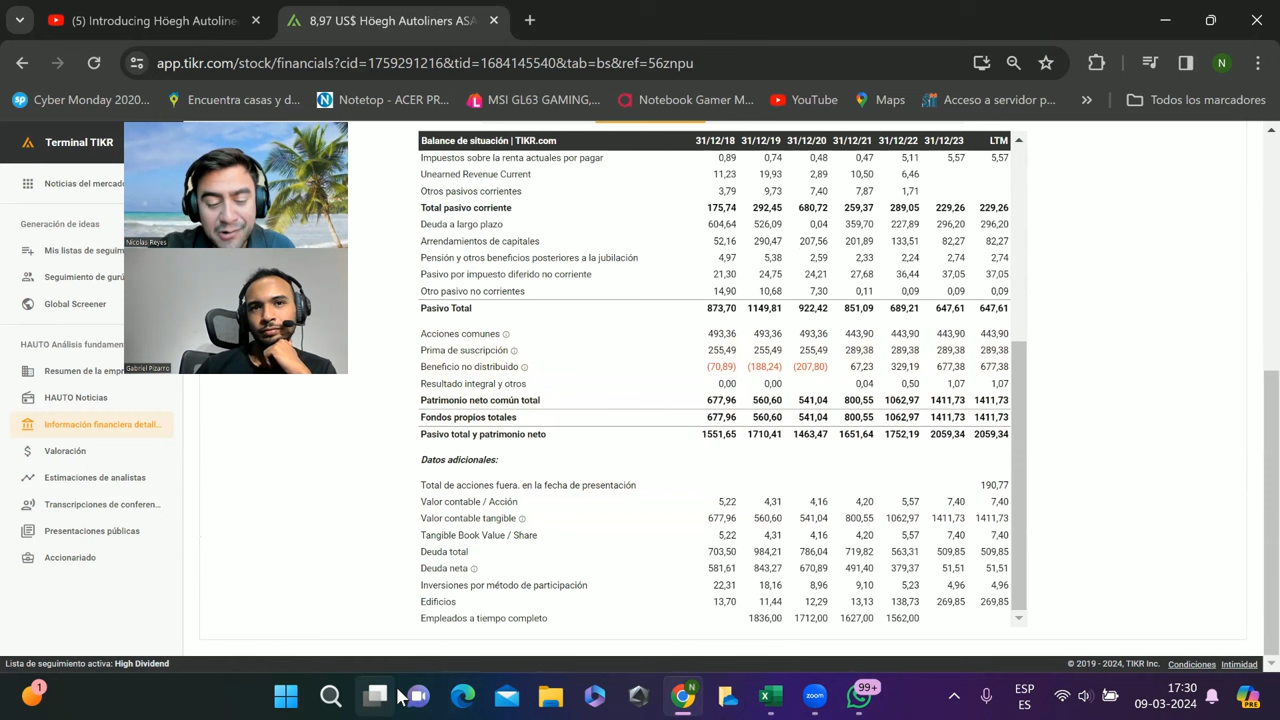 (5) Introducing Höegh Autoline
8,97 US$ Höegh Autoliners ASA
app.tikr.com/stock/financials?cid=1759291216&tid=1684145540&tab=bs&ref=56znpu
N
Cyber Monday 2020...
Encuentra casas y d...
Notetop - ACER PR...
MSI GL63 GAMING,...
Notebook Gamer M...
YouTube
Maps
Acceso a servidor p...
Todos los marcadores
Terminal TIKR
Noticias del mercado
Generación de ideas
Mis listas de seguim
Seguimiento de gurú
Global Screener
HAUTO Análisis fundamen
Resumen de la emp
HAUTO Noticias
Información financiera detall...
Valoración
Estimaciones de analistas
Transcripciones de conferen...
Presentaciones públicas
Accionariado
Nicolas Reyes
Gabriel Pizarro
Balance de situación | TIKR.com 31/12/18 31/12/19 31/12/20 31/12/21 31/12/22 31/12/23 LTM
Impuestos sobre la renta actuales por pagar 0,89 0,74 0,48 0,47 5,11 5,57 5,57
Unearned Revenue Current 11,23 19,93 2,89 10,50 6,46
Otros pasivos corrientes 3,79 9,73 7,40 7,87 1,71
Total pasivo corriente 175,74 292,45 680,72 259,37 289,05 229,26 229,26
Deuda a largo plazo 604,64 526,09 0,04 359,70 227,89 296,20 296,20
Arrendamientos de capitales 52,16 290,47 207,56 201,89 133,51 82,27 82,27
Pensión y otros beneficios posteriores a la jubilación 4,97 5,38 2,59 2,33 2,24 2,74 2,74
Pasivo por impuesto diferido no corriente 21,30 24,75 24,21 27,68 36,44 37,05 37,05
Otro pasivo no corrientes 14,90 10,68 7,30 0,11 0,09 0,09 0,09
Pasivo Total 873,70 1149,81 922,42 851,09 689,21 647,61 647,61
Acciones comunes 493,36 493,36 493,36 443,90 443,90 443,90 443,90
Prima de suscripción 255,49 255,49 255,49 289,38 289,38 289,38 289,38
Beneficio no distribuido (70,89) (188,24) (207,80) 67,23 329,19 677,38 677,38
Resultado integral y otros 0,00 0,00 0,04 0,50 1,07 1,07
Patrimonio neto común total 677,96 560,60 541,04 800,55 1062,97 1411,73 1411,73
Fondos propios totales 677,96 560,60 541,04 800,55 1062,97 1411,73 1411,73
Pasivo total y patrimonio neto 1551,65 1710,41 1463,47 1651,64 1752,19 2059,34 2059,34
Datos adicionales:
Total de acciones fuera. en la fecha de presentación 190,77
Valor contable / Acción 5,22 4,31 4,16 4,20 5,57 7,40 7,40
Valor contable tangible 677,96 560,60 541,04 800,55 1062,97 1411,73 1411,73
Tangible Book Value / Share 5,22 4,31 4,16 4,20 5,57 7,40 7,40
Deuda total 703,50 984,21 786,04 719,82 563,31 509,85 509,85
Deuda neta 581,61 843,27 670,89 491,40 379,37 51,51 51,51
Inversiones por método de participación 22,31 18,16 8,96 9,10 5,23 4,96 4,96
Edificios 13,70 11,44 12,29 13,13 138,73 269,85 269,85
Empleados a tiempo completo 1836,00 1712,00 1627,00 1562,00
Lista de seguimiento activa: High Dividend
© 2019 - 2024, TIKR Inc. Condiciones Intimidad
1
zoom
99+
ESP
ES
17:30
09-03-2024
PRE